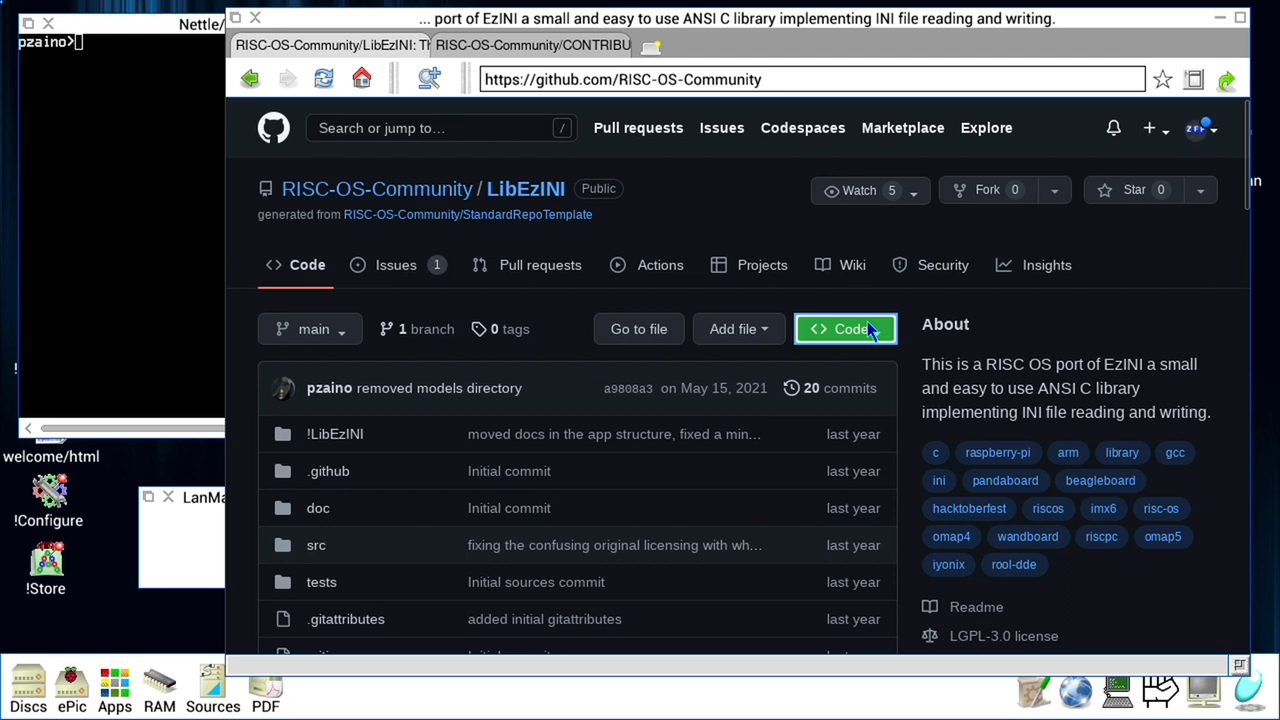 Nettle/
pzaino>
... port of EzINI a small and easy to use ANSI C library implementing INI file reading and writing.
RISC-OS-Community/LibEzINI: Th
RISC-OS-Community/CONTRIBU
https://github.com/RISC-OS-Community
Search or jump to… /
Pull requests Issues Codespaces Marketplace Explore
RISC-OS-Community / LibEzINI Public
Watch 5 Fork 0 Star 0
generated from RISC-OS-Community/StandardRepoTemplate
Code Issues 1 Pull requests Actions Projects Wiki Security Insights
main 1 branch 0 tags Go to file Add file Code
pzaino removed models directory a9808a3 on May 15, 2021 20 commits
!LibEzINI moved docs in the app structure, fixed a min… last year
.github Initial commit last year
doc Initial commit last year
src fixing the confusing original licensing with wh… last year
tests Initial sources commit last year
.gitattributes added initial gitattributes last year
About
This is a RISC OS port of EzINI a small
and easy to use ANSI C library
implementing INI file reading and writing.
c raspberry-pi arm library gcc
ini pandaboard beagleboard
hacktoberfest riscos imx6 risc-os
omap4 wandboard riscpc omap5
iyonix rool-dde
Readme
LGPL-3.0 license
welcome/html
!Configure
!Store
LanMa
Discs ePic Apps RAM Sources PDF